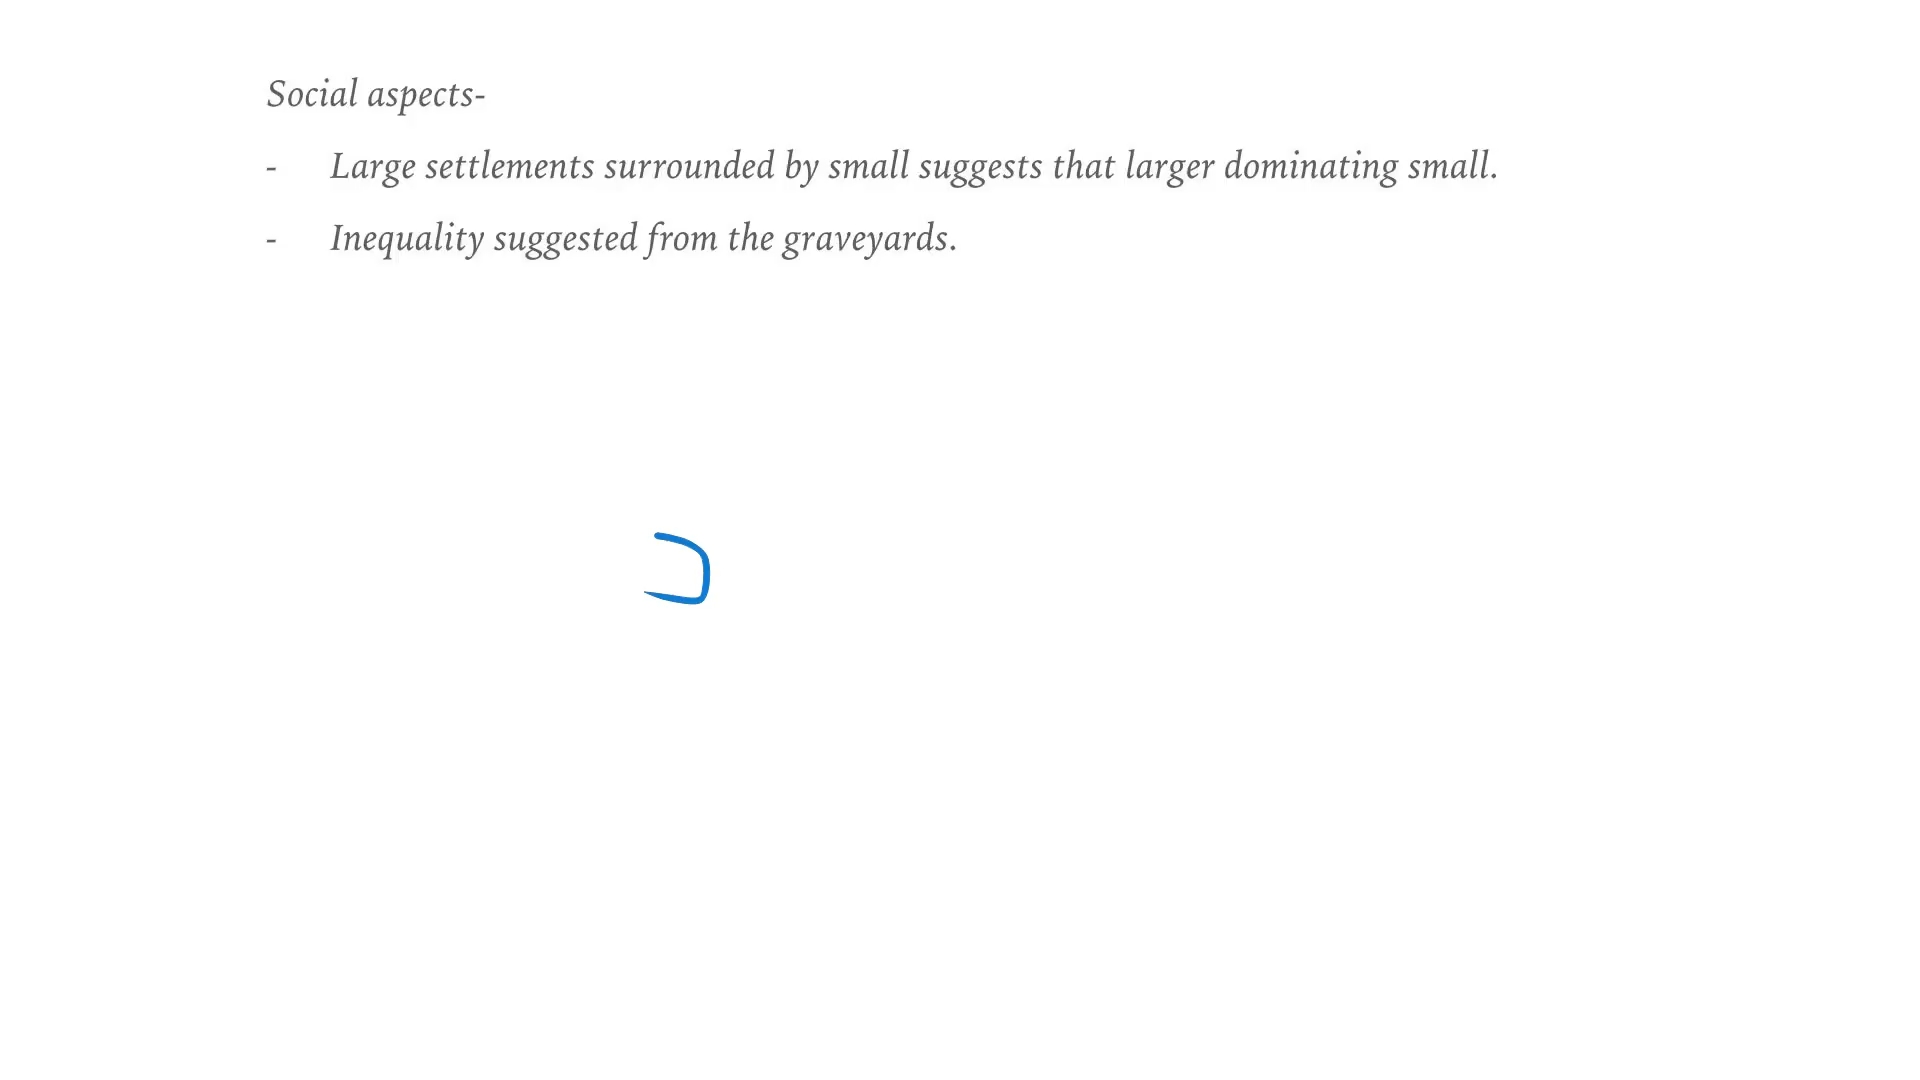 Social aspects-
- Large settlements surrounded by small suggests that larger dominating small.
- Inequality suggested from the graveyards.